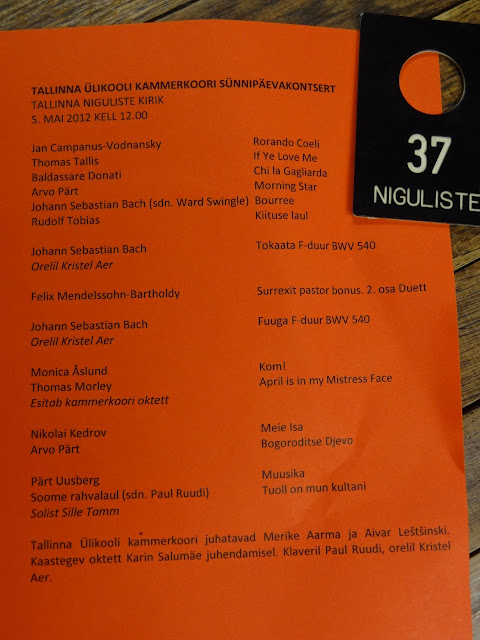 TALLINNA ÜLIKOOLI KAMMERKOORI SÜNNIPÄEVAKONTSERT
TALLINNA NIGULISTE KIRIK
5. MAI 2012 KELL 12.00
Jan Campanus-Vodnansky Rorando Coeli
Thomas Tallis If Ye Love Me
Baldassare Donati Chi la Gagliarda
Arvo Pärt Morning Star
Johann Sebastian Bach (sdn. Ward Swingle) Bourree
Rudolf Tobias Kiituse laul
Johann Sebastian Bach Tokaata F-duur BWV 540
Orelil Kristel Aer
Felix Mendelssohn-Bartholdy Surrexit pastor bonus. 2. osa Duett
Johann Sebastian Bach Fuuga F-duur BWV 540
Orelil Kristel Aer
Monica Åslund Kom!
Thomas Morley April is in my Mistress Face
Esitab kammerkoori oktett
Nikolai Kedrov Meie Isa
Arvo Pärt Bogoroditse Djevo
Pärt Uusberg Muusika
Soome rahvalaul (sdn. Paul Ruudi) Tuoll on mun kultani
Solist Sille Tamm
Tallinna Ülikooli kammerkoori juhatavad Merike Aarma ja Aivar Leštšinski.
Kaastegev oktett Karin Salumäe juhendamisel. Klaveril Paul Ruudi, orelil Kristel
Aer.
37
NIGULISTE